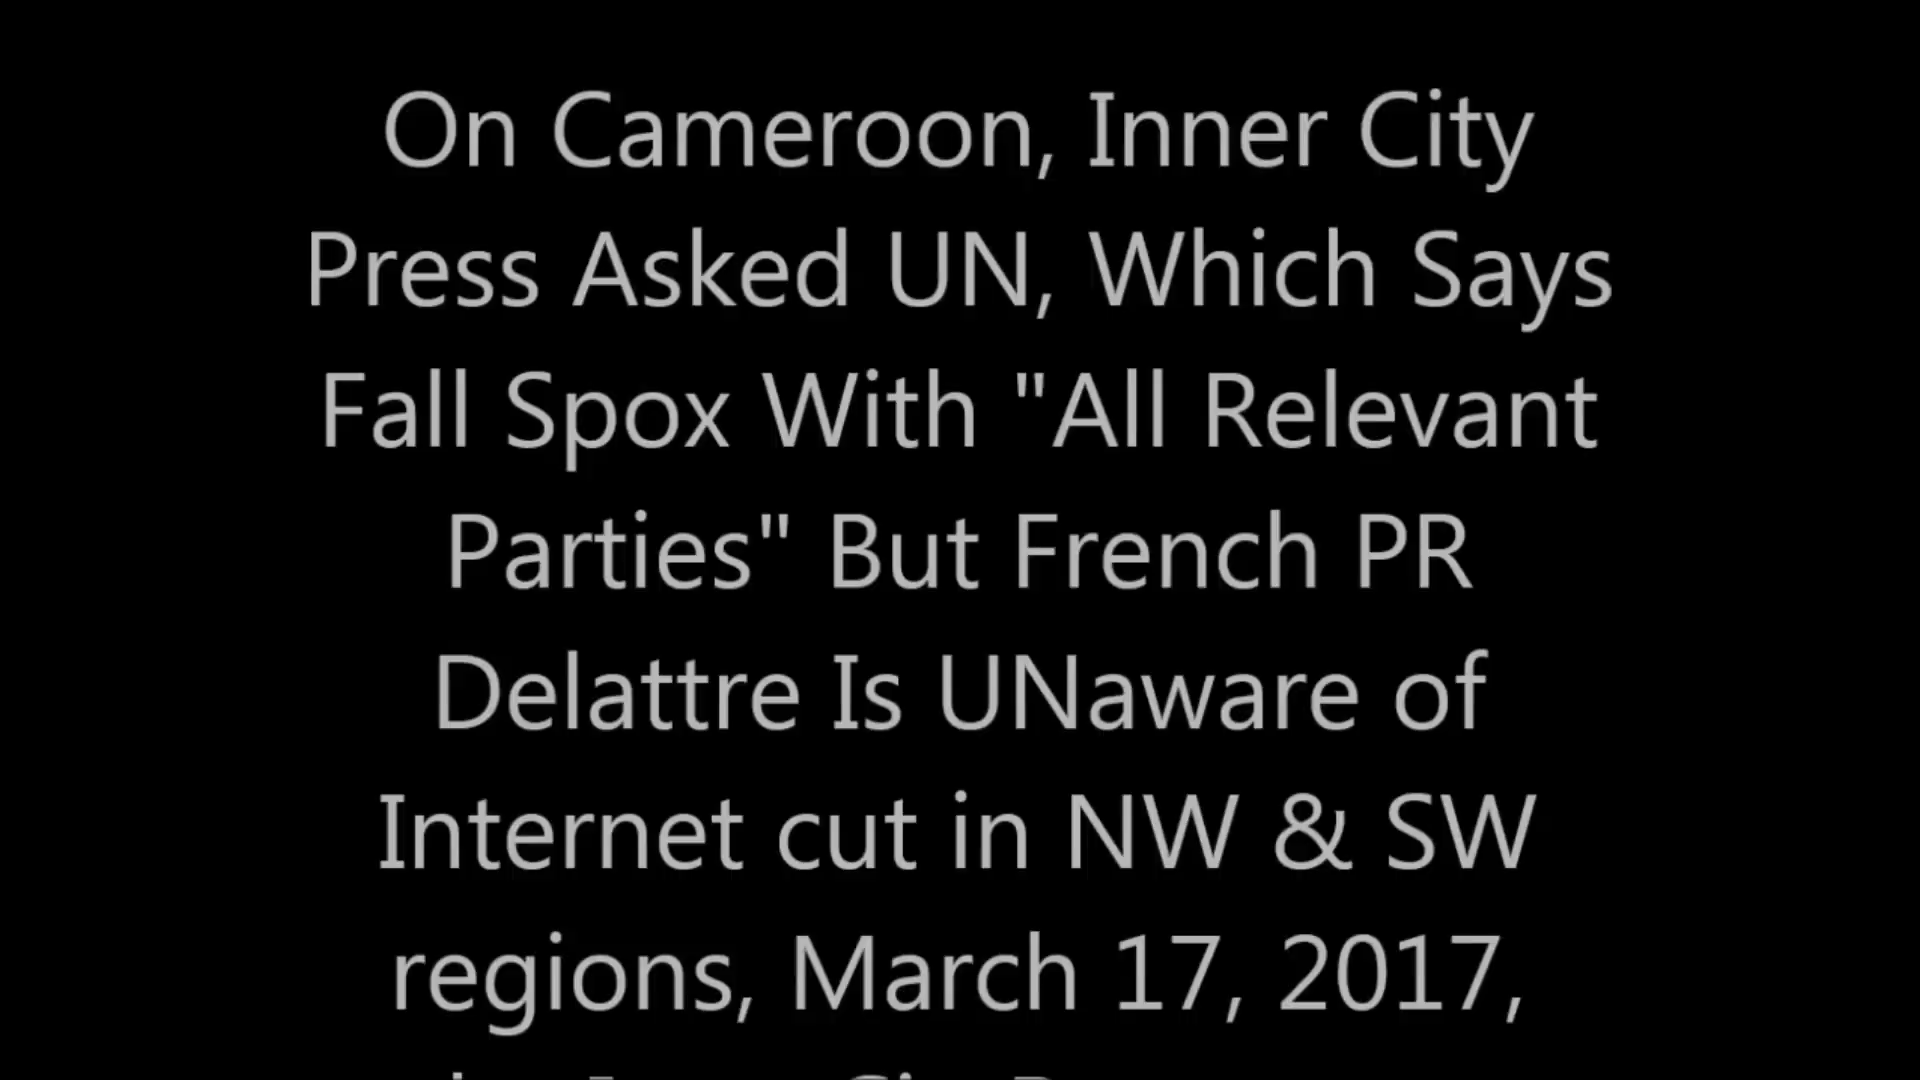 On Cameroon, Inner City
Press Asked UN, Which Says
Fall Spox With "All Relevant
Parties" But French PR
Delattre Is UNaware of
Internet cut in NW & SW
regions, March 17, 2017,